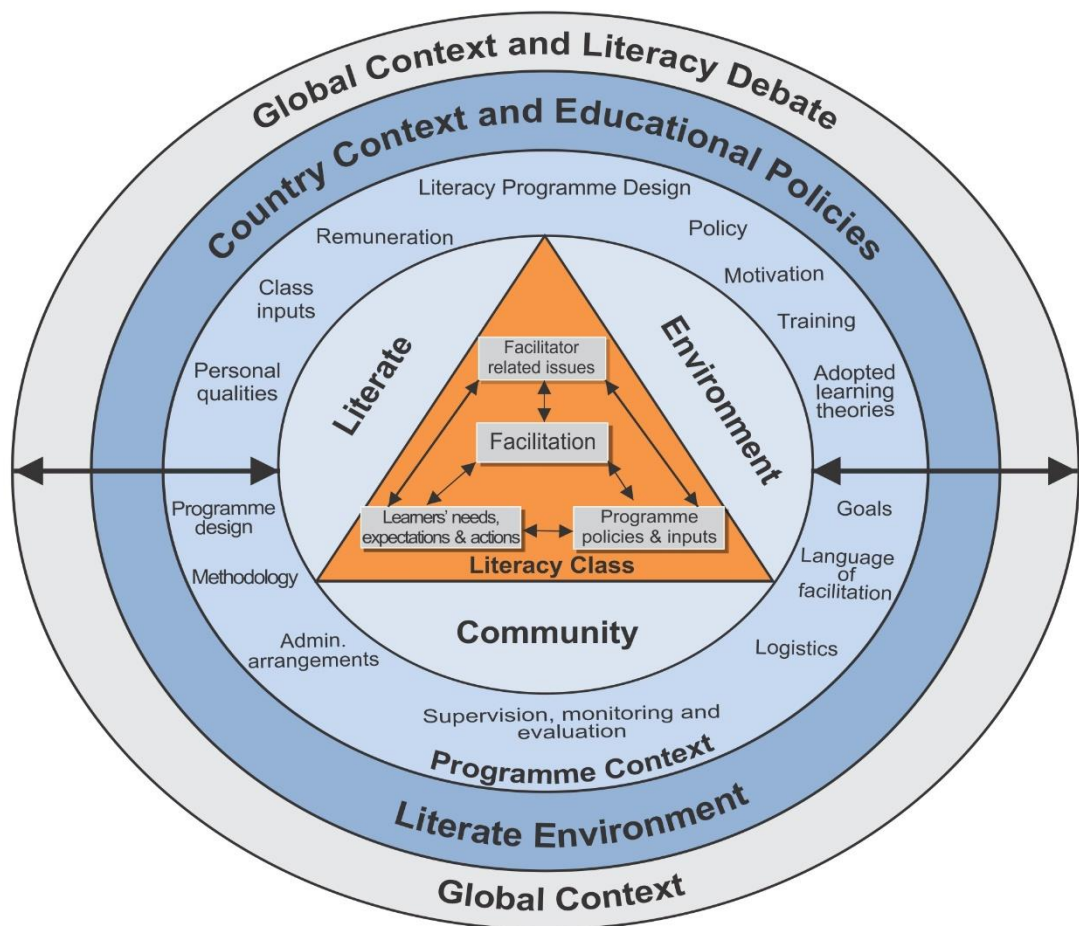 Global Context and Literacy Debate
Country Context and Educational Policies
Literacy Programme Design
Remuneration
Policy
Class
inputs
Motivation
Training
Personal
qualities
Adopted
learning
theories
Literate
Environment
Facilitator
related issues
Facilitation
Learners' needs,
expectations & actions
Programme
policies & inputs
Literacy Class
Programme
design
Goals
Methodology
Language
of
facilitation
Community
Admin.
arrangements
Logistics
Supervision, monitoring and
evaluation
Programme Context
Literate Environment
Global Context